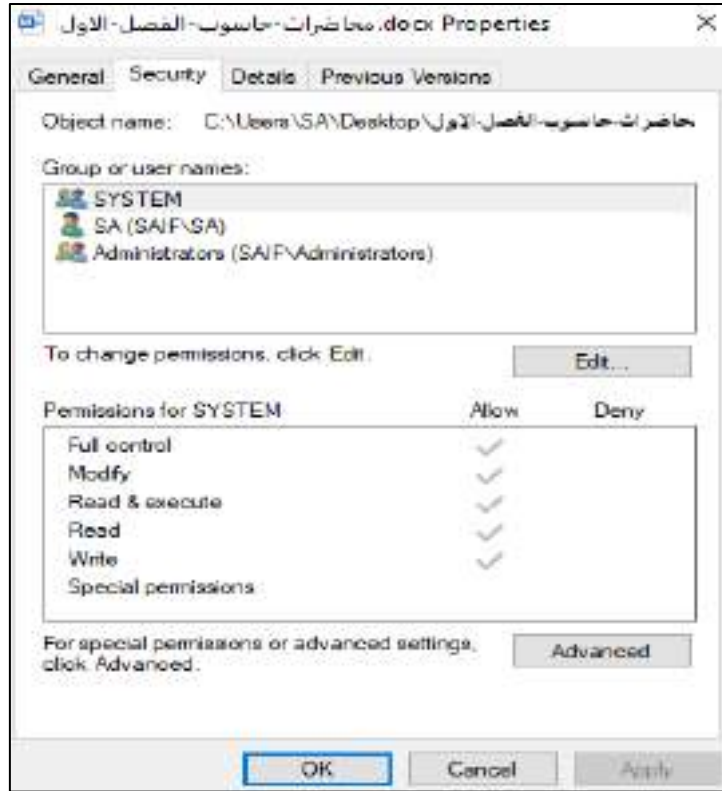 محاضرات-حاسوب-الفصل-الاول.docx Properties
General Security Details Previous Versions
Object name: C:\Users\SA\Desktop\محاضرات-حاسوب-الفصل-الاول.
Group or user names:
SYSTEM
SA (SAIF\SA)
Administrators (SAIF\Administrators)
To change permissions, click Edit.
Edit...
Permissions for SYSTEM Allow Deny
Full control
Modify
Read & execute
Read
Write
Special permissions
For special permissions or advanced settings,
click Advanced.
Advanced
OK Cancel Apply